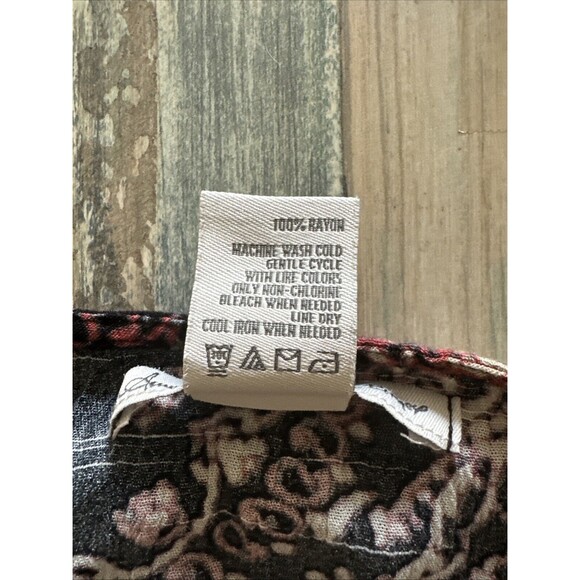 100% RAYON
MACHINE WASH COLD
GENTLE CYCLE
WITH LIKE COLORS
ONLY NON-CHLORINE
BLEACH WHEN NEEDED
LINE DRY
COOL IRON WHEN NEEDED